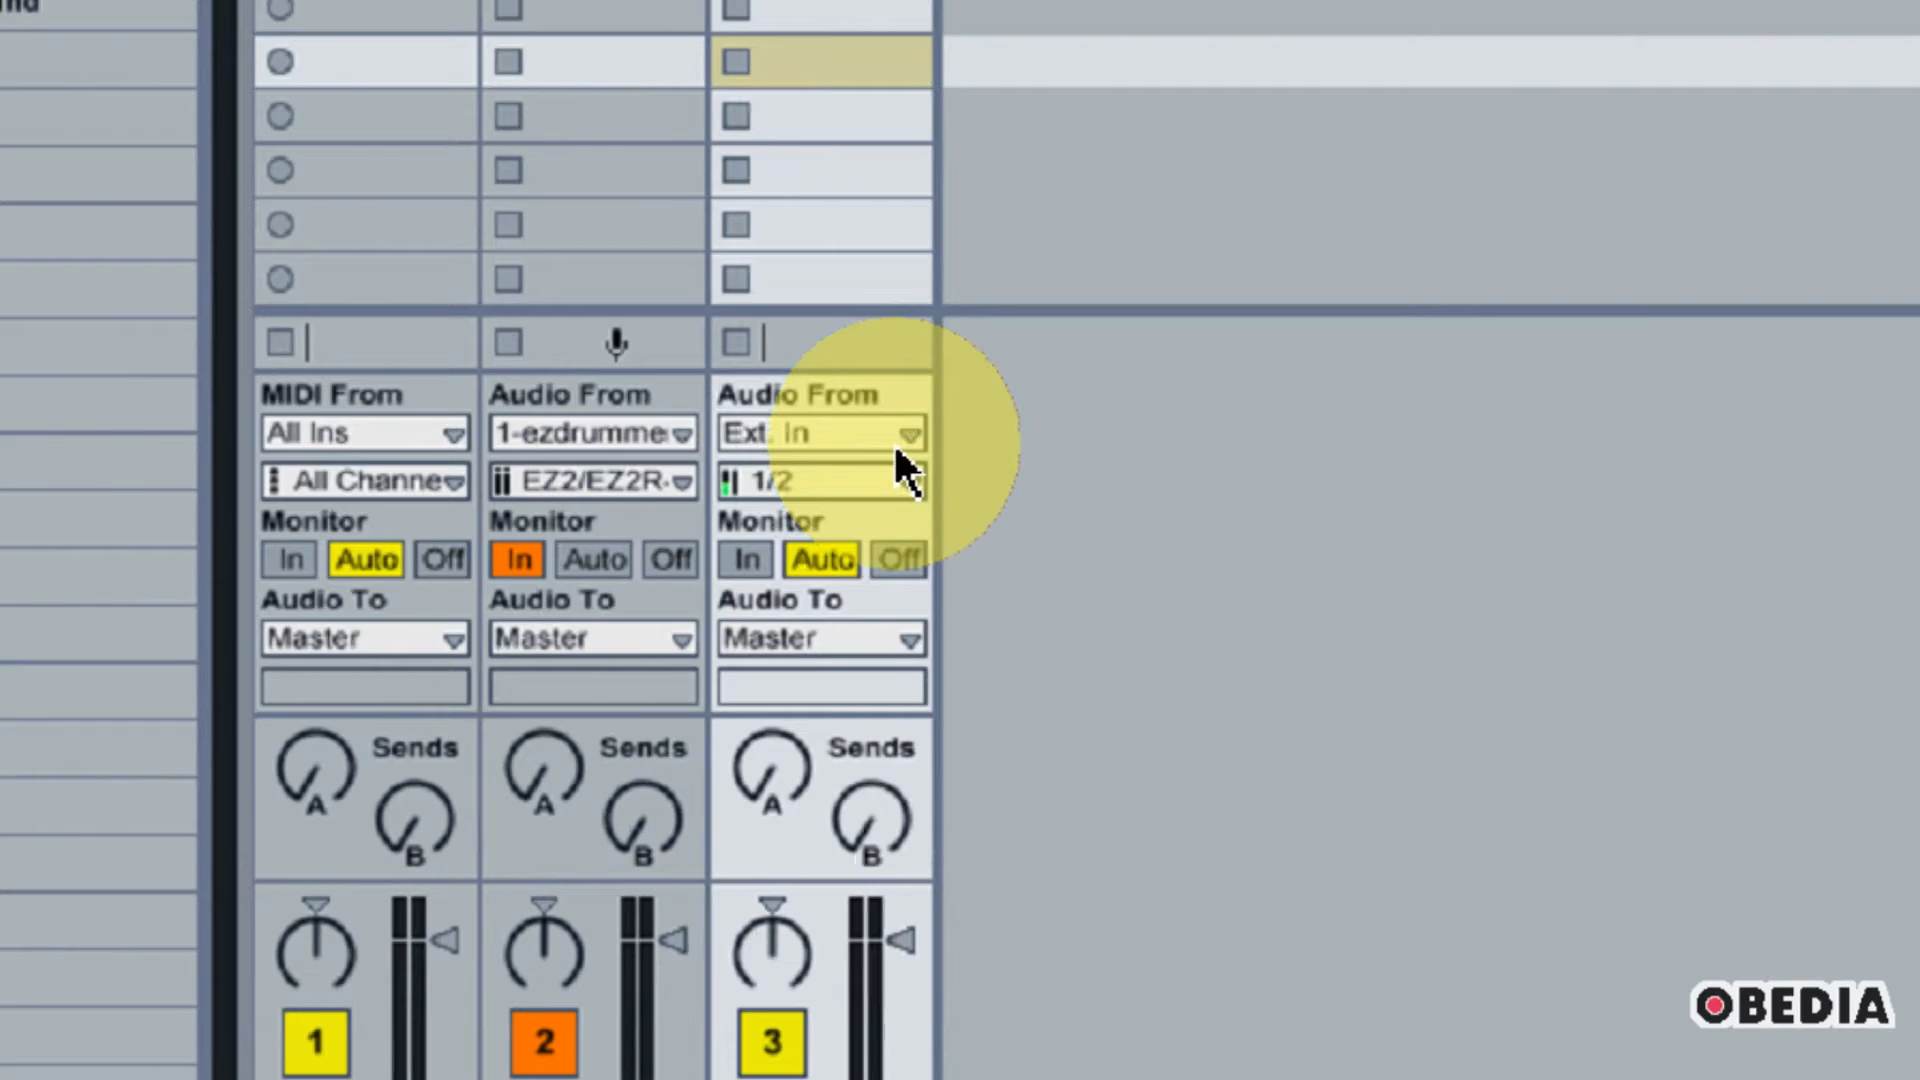 MIDI From
All Ins
All Channe
Monitor
In Auto Off
Audio To
Master
Sends
A
B
1
Audio From
1-ezdrumme
EZ2/EZ2R-
Monitor
In Auto Off
Audio To
Master
Sends
A
B
2
Audio From
Ext. In
1/2
Monitor
In Auto Off
Audio To
Master
Sends
A
B
3
OBEDIA